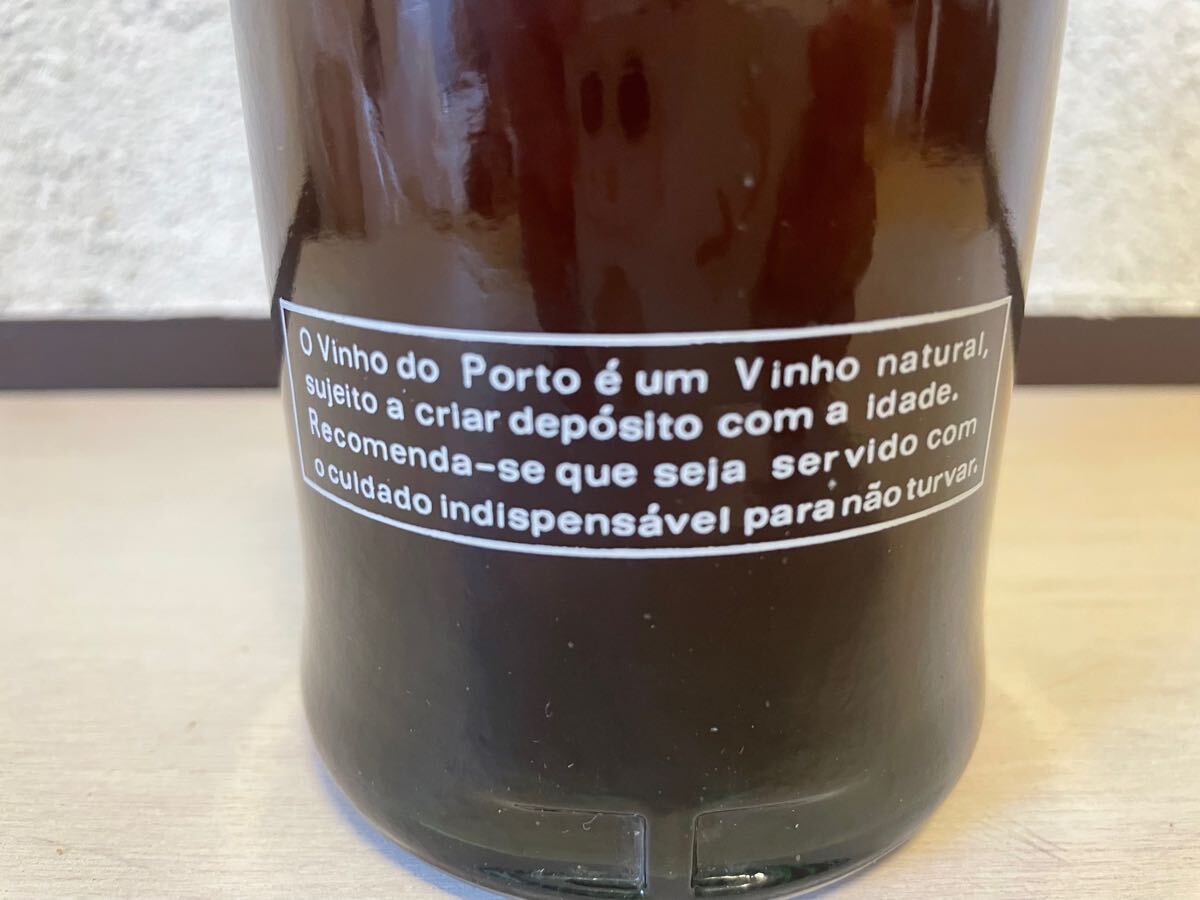 O Vinho do Porto é um Vinho natural,
sujeito a criar depósito com a idade.
Recomenda-se que seja servido com
o cuidado indispensável para não turvar.